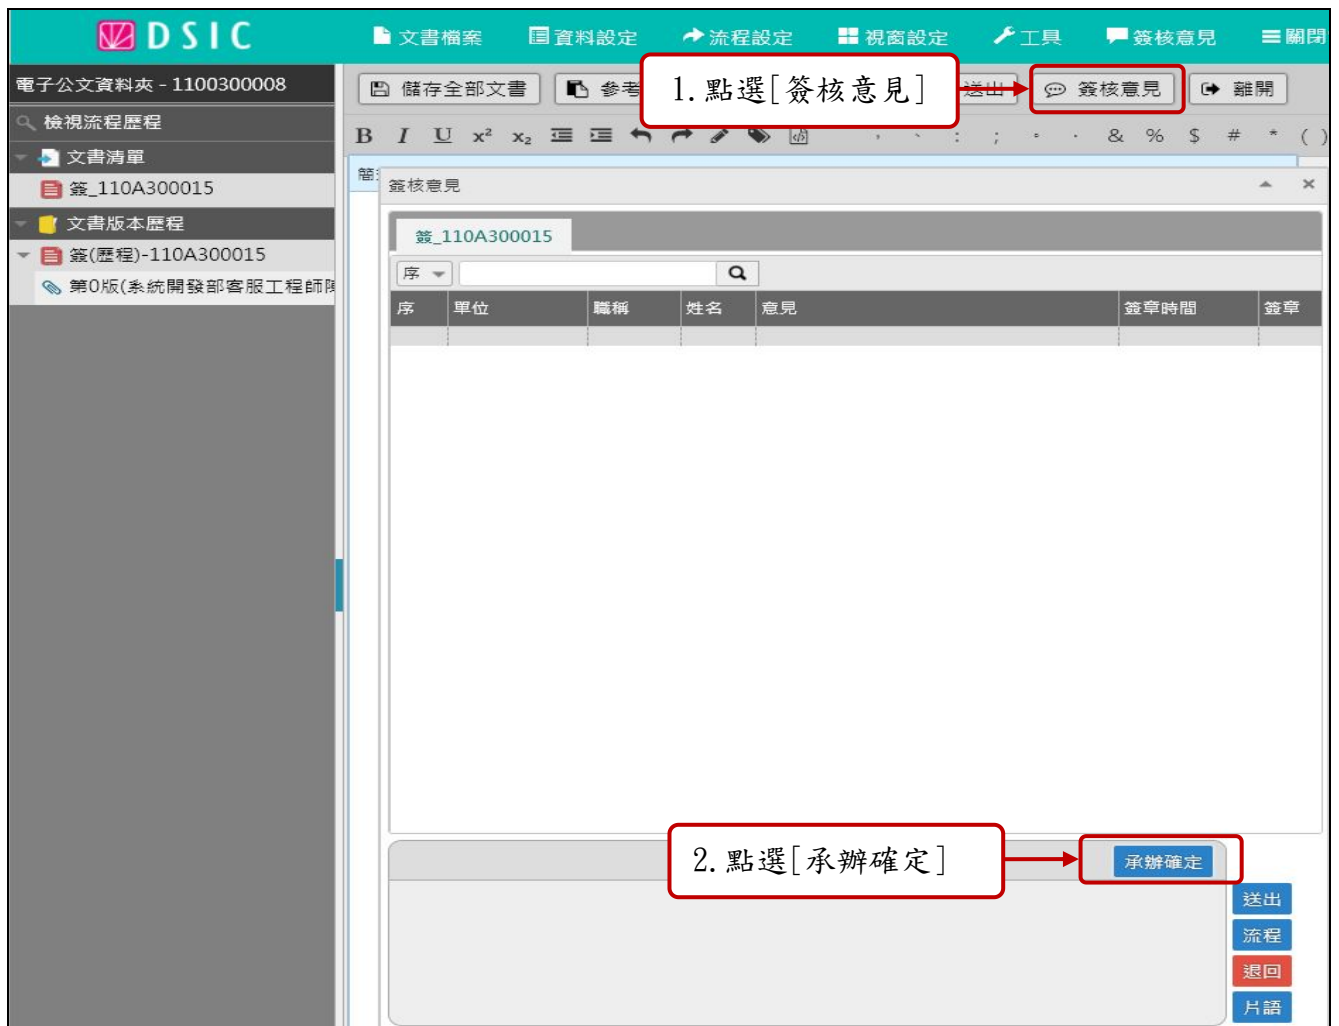 DSIC 文書檔案 資料設定 流程設定 視窗設定 工具 簽核意見 關閉
電子公文資料夾 - 1100300008
儲存全部文書 參考 送出 簽核意見 離開
1.點選[簽核意見]
檢視流程歷程
B I U x² x₂ , 、 : ; 。 · & % $ # * ( )
文書清單
簽_110A300015
文書版本歷程
簽(歷程)-110A300015
第0版(系統開發部客服工程師
簽核意見
簽_110A300015
序
序 單位 職稱 姓名 意見 簽章時間 簽章
2.點選[承辦確定]
承辦確定
送出
流程
退回
片語